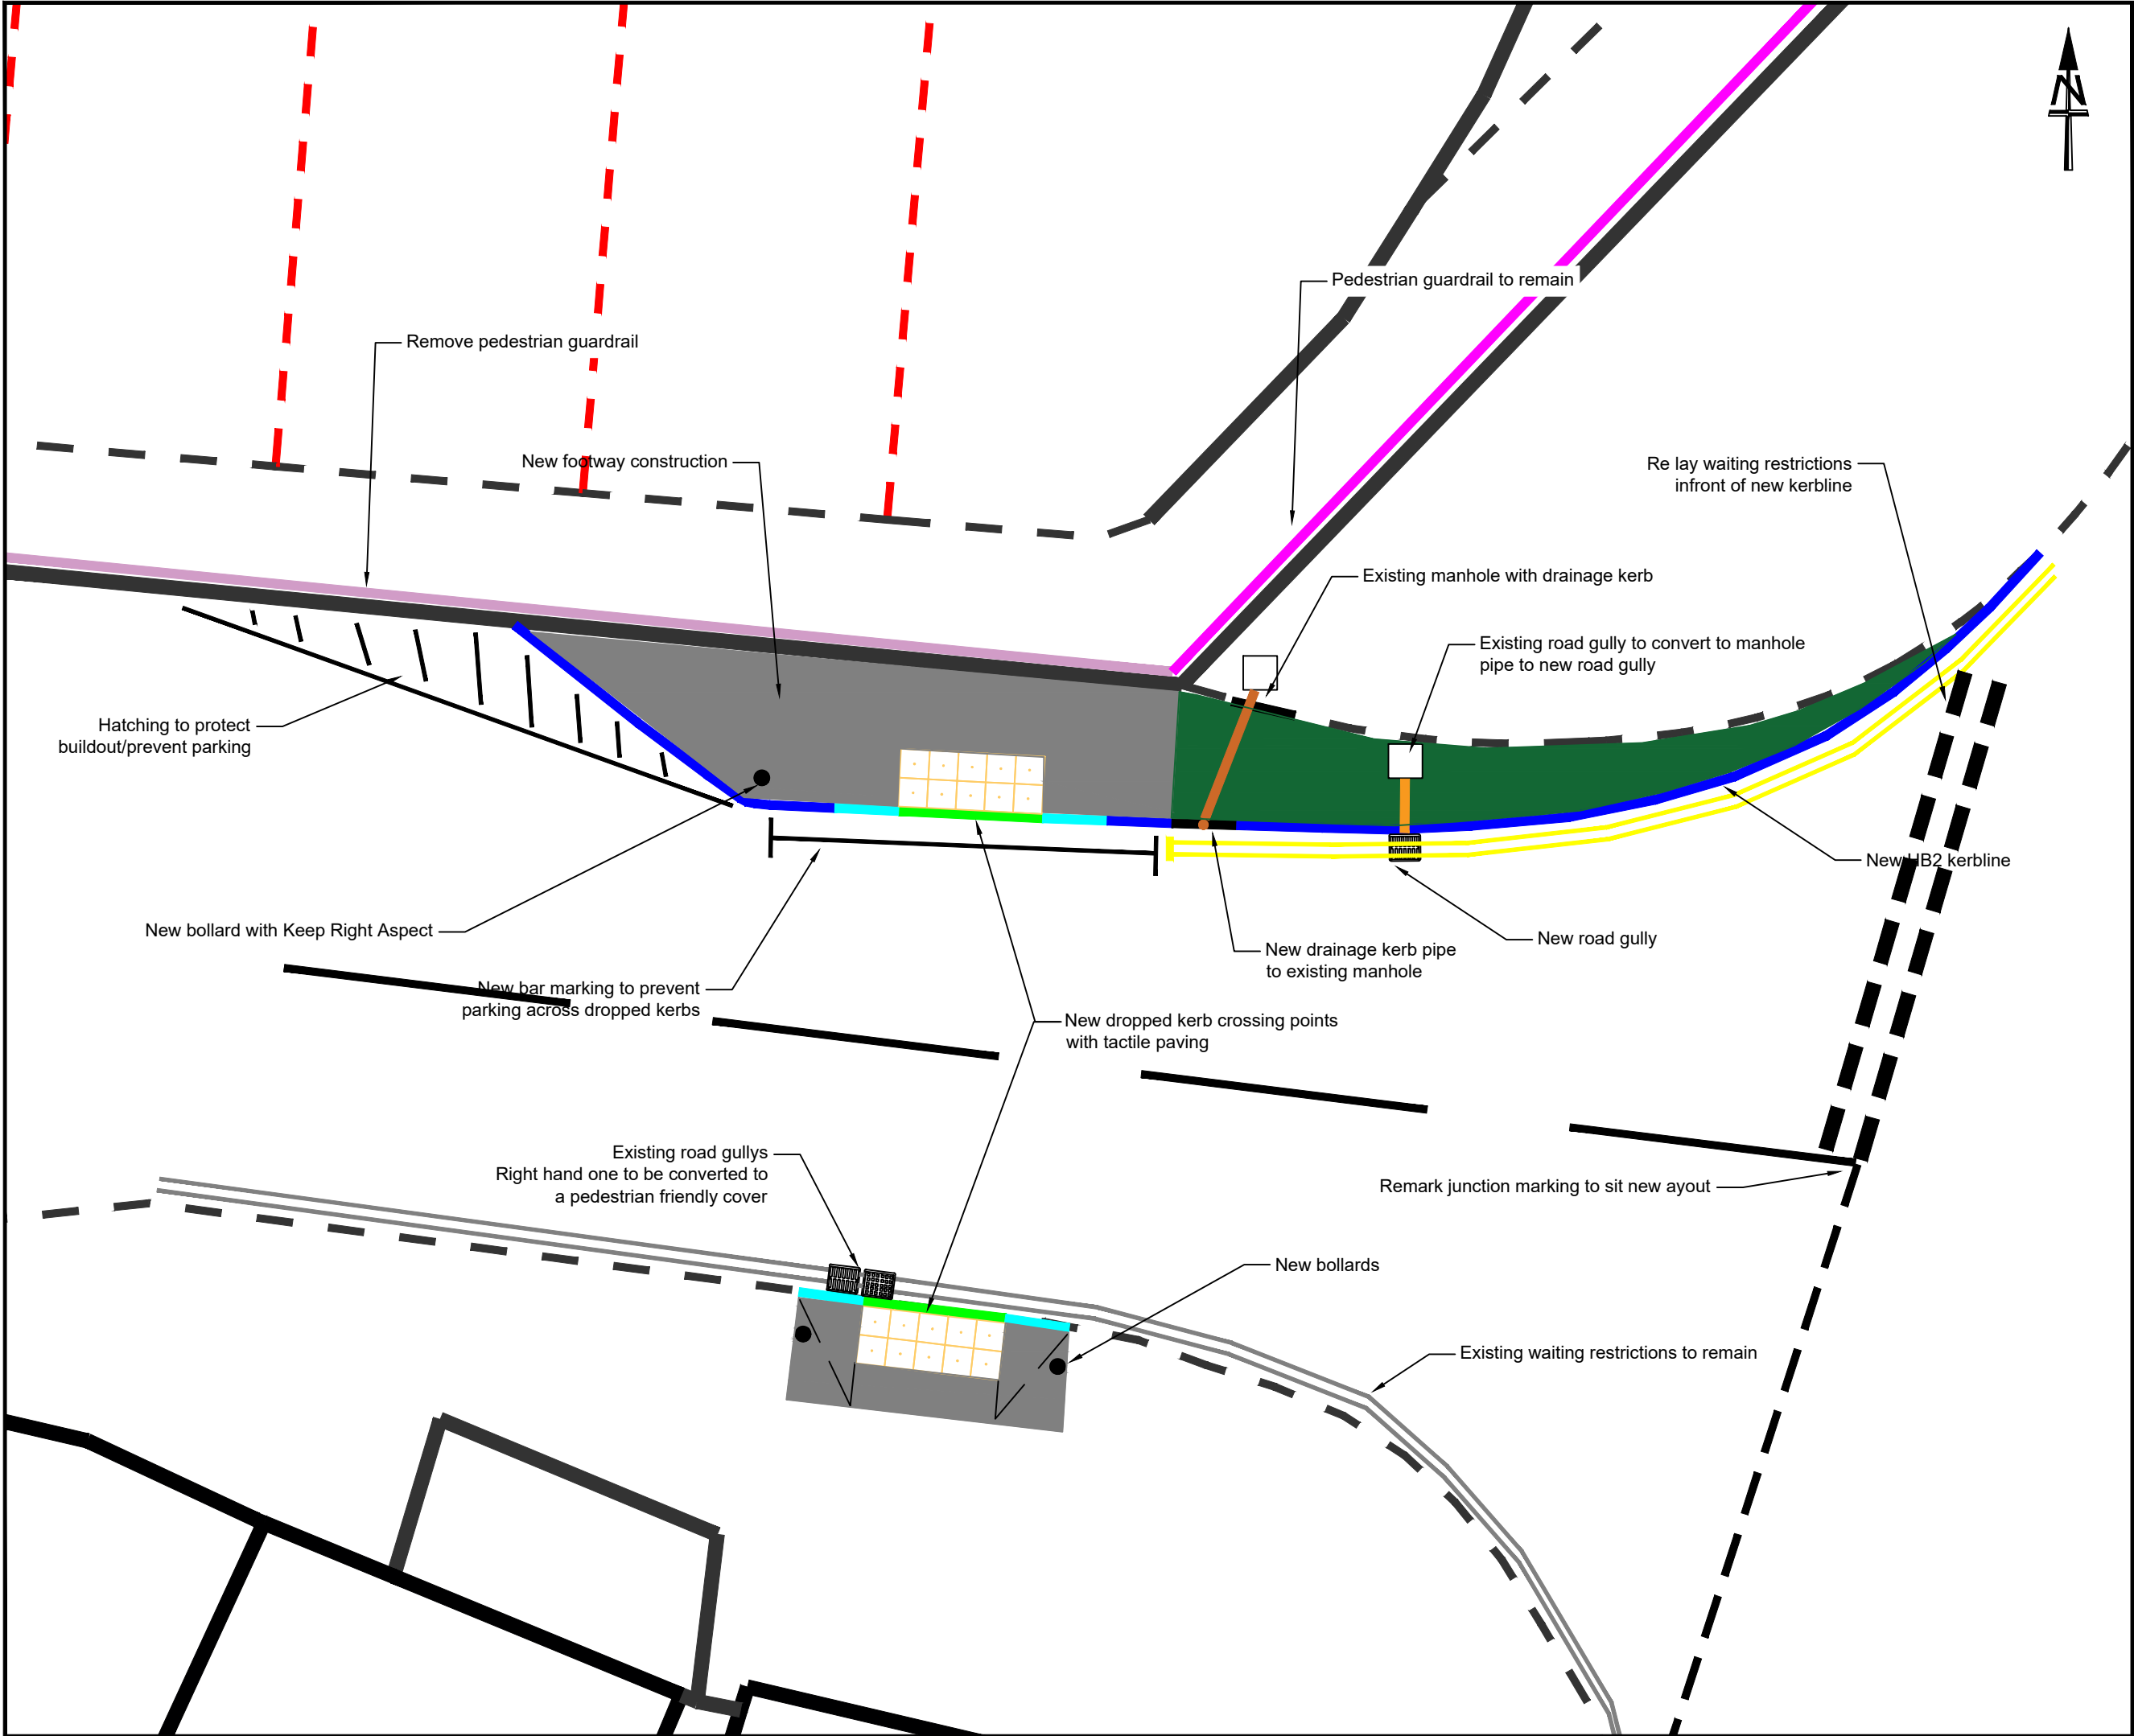 N
Pedestrian guardrail to remain
Remove pedestrian guardrail
New footway construction
Re lay waiting restrictions
infront of new kerbline
Existing manhole with drainage kerb
Existing road gully to convert to manhole
pipe to new road gully
Hatching to protect
buildout/prevent parking
New HB2 kerbline
New bollard with Keep Right Aspect
New road gully
New drainage kerb pipe
to existing manhole
New bar marking to prevent
parking across dropped kerbs
New dropped kerb crossing points
with tactile paving
Existing road gullys
Right hand one to be converted to
a pedestrian friendly cover
Remark junction marking to sit new ayout
New bollards
Existing waiting restrictions to remain